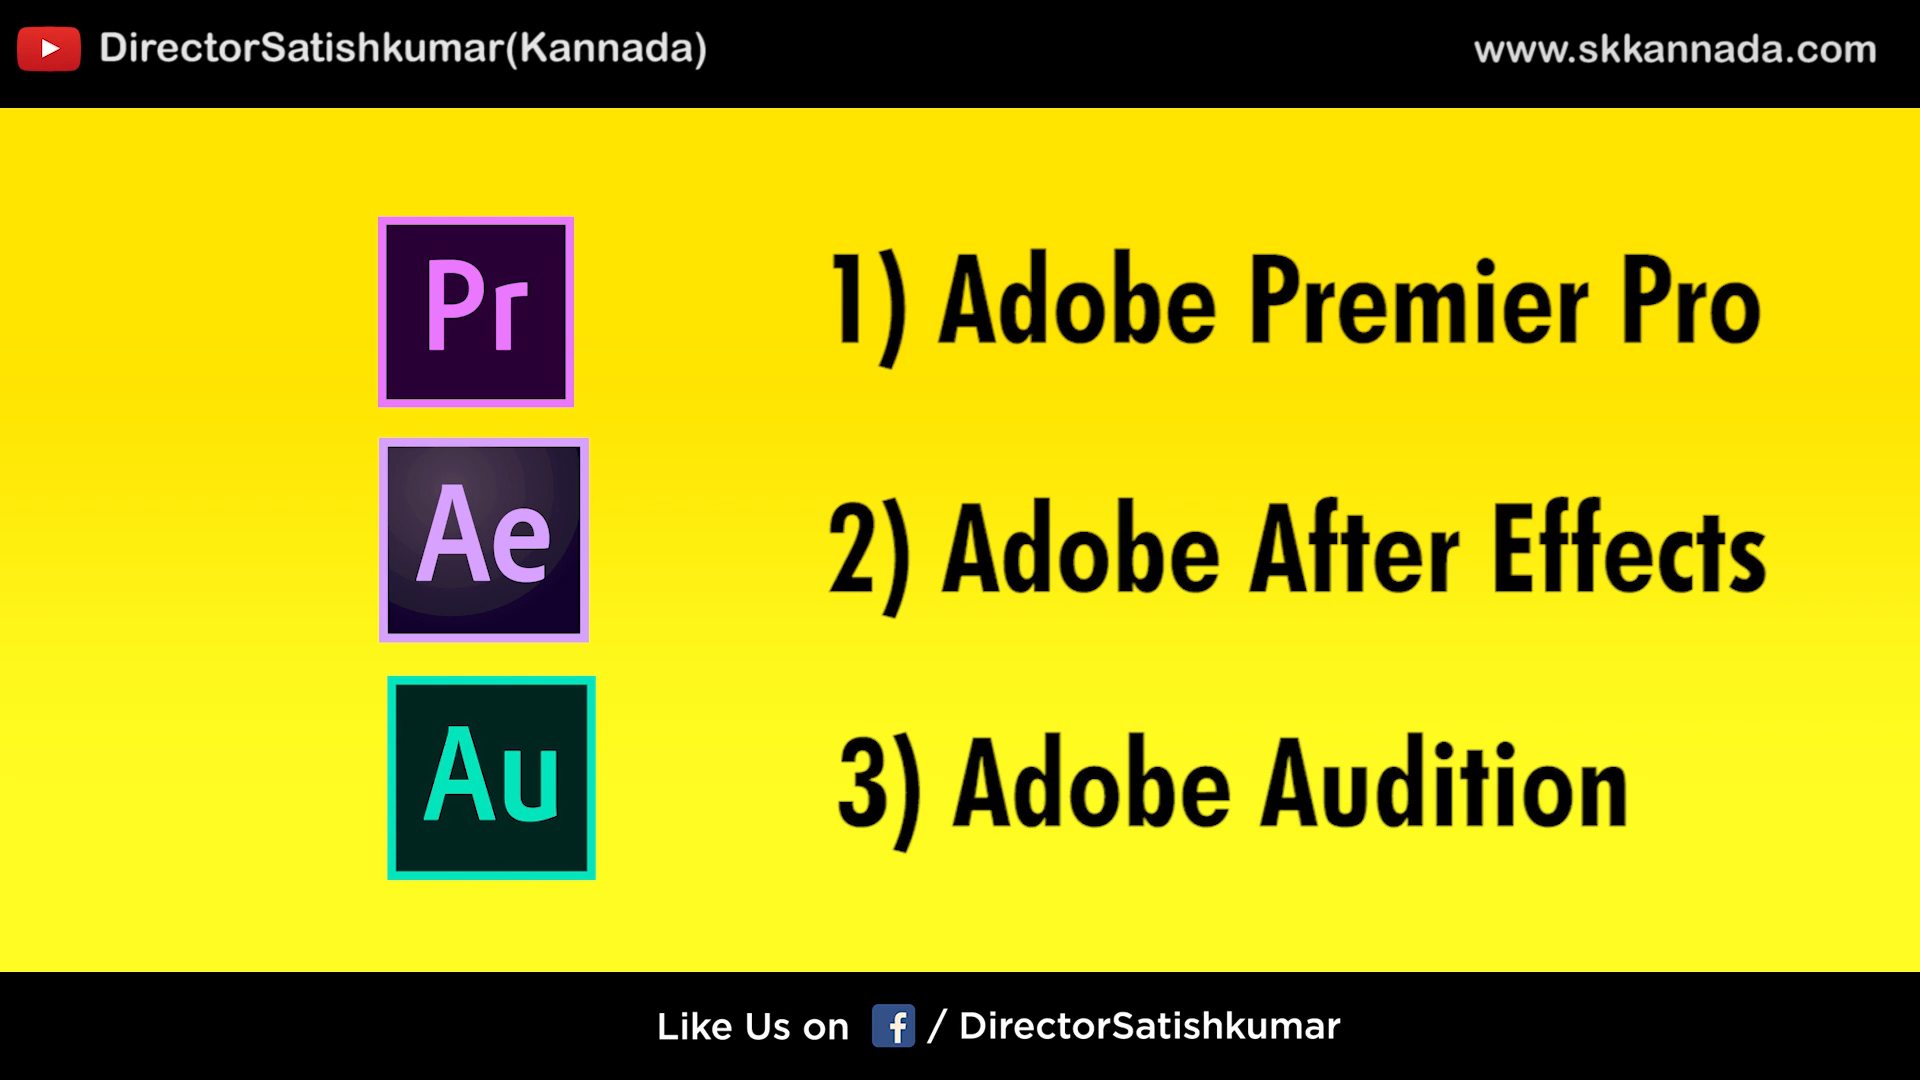 DirectorSatishkumar(Kannada)
www.skkannada.com
Pr
1) Adobe Premier Pro
Ae
2) Adobe After Effects
Au
3) Adobe Audition
Like Us on f / DirectorSatishkumar